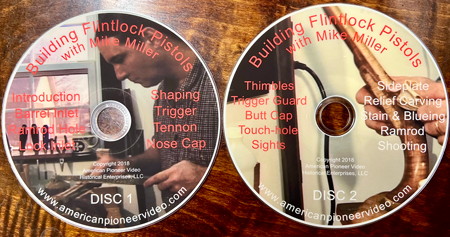 Building Flintlock Pistols
with Mike Miller
Introduction
Barrel Inlet
Ramrod Hole
Lock Inlet
Shaping
Trigger
Tennon
Nose Cap
Copyright 2018
American Pioneer Video
Historical Enterprises, LLC
DISC 1
www.americanpioneervideo.com
Building Flintlock Pistols
with Mike Miller
Thimbles
Trigger Guard
Butt Cap
Touch-hole
Sights
SidePlate
Relief Carving
Stain & Blueing
Ramrod
Shooting
Copyright 2018
American Pioneer Video
Historical Enterprises, LLC
DISC 2
www.americanpioneervideo.com